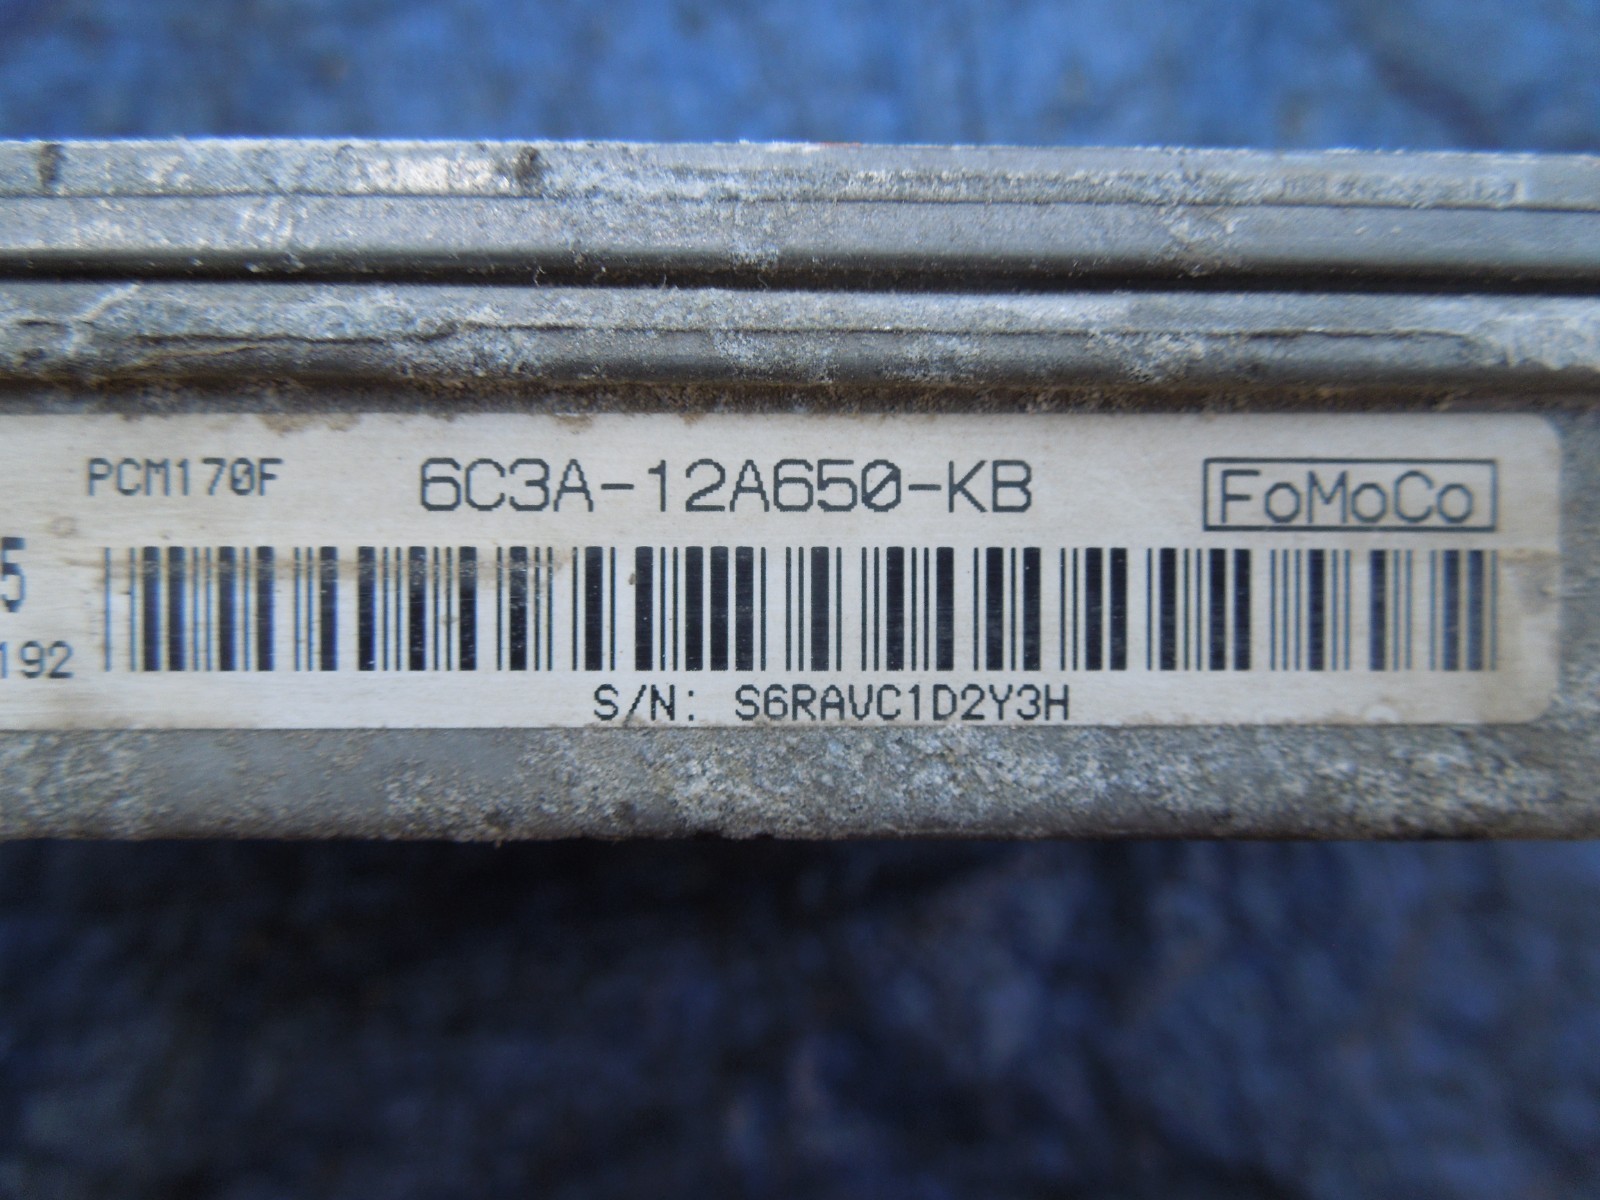 PCM170F 6C3A-12A650-KB FoMoCo
5
192
S/N: S6RAVC1D2Y3H